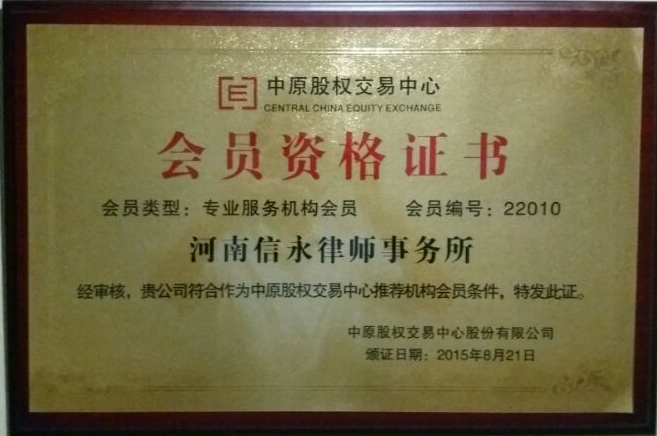 中原股权交易中心
CENTRAL CHINA EQUITY EXCHANGE
会员资格证书
会员类型：专业服务机构会员 会员编号：22010
河南信永律师事务所
经审核，贵公司符合作为中原股权交易中心推荐机构会员条件，特发此证。
中原股权交易中心股份有限公司
颁证日期：2015年8月21日